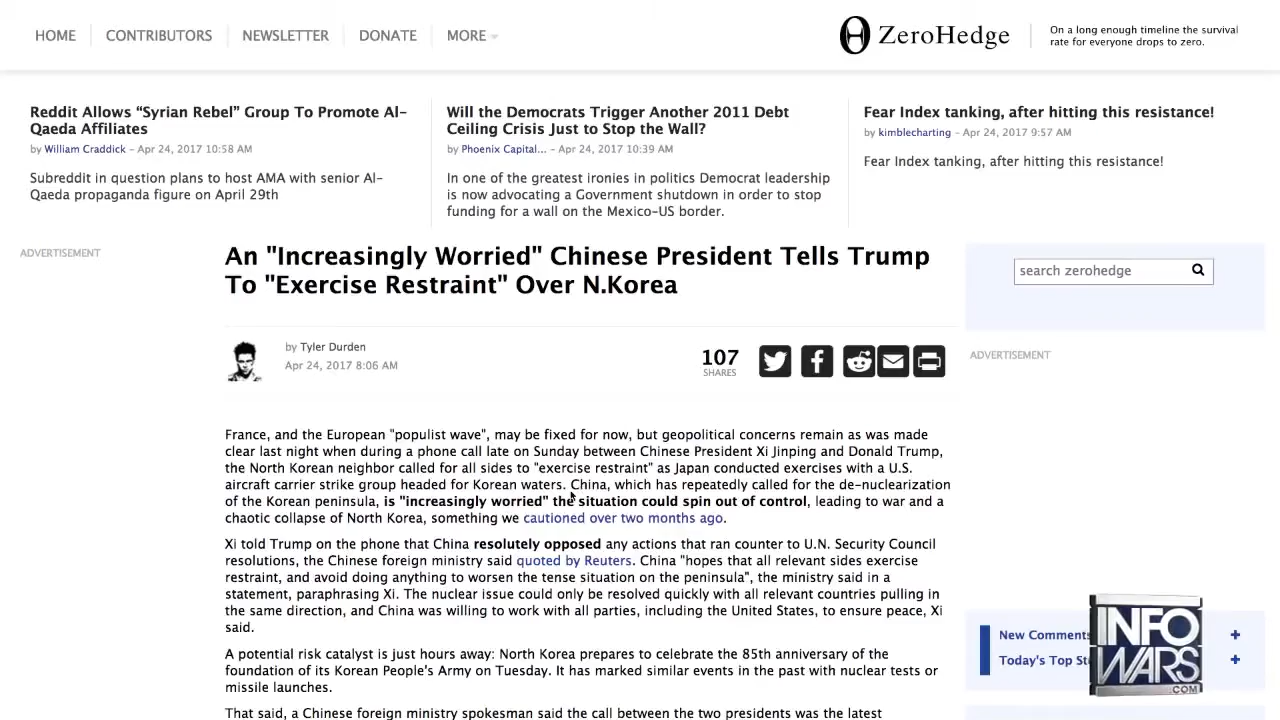 HOME
CONTRIBUTORS
NEWSLETTER
DONATE
MORE
ZeroHedge
On a long enough timeline the survival
rate for everyone drops to zero.
Reddit Allows “Syrian Rebel” Group To Promote Al-
Qaeda Affiliates
by William Craddick – Apr 24, 2017 10:58 AM
Subreddit in question plans to host AMA with senior Al-
Qaeda propaganda figure on April 29th
Will the Democrats Trigger Another 2011 Debt
Ceiling Crisis Just to Stop the Wall?
by Phoenix Capital... – Apr 24, 2017 10:39 AM
In one of the greatest ironies in politics Democrat leadership
is now advocating a Government shutdown in order to stop
funding for a wall on the Mexico-US border.
Fear Index tanking, after hitting this resistance!
by kimblecharting – Apr 24, 2017 9:57 AM
Fear Index tanking, after hitting this resistance!
ADVERTISEMENT
An "Increasingly Worried" Chinese President Tells Trump
To "Exercise Restraint" Over N.Korea
search zerohedge
by Tyler Durden
Apr 24, 2017 8:06 AM
107
SHARES
ADVERTISEMENT
France, and the European "populist wave", may be fixed for now, but geopolitical concerns remain as was made
clear last night when during a phone call late on Sunday between Chinese President Xi Jinping and Donald Trump,
the North Korean neighbor called for all sides to "exercise restraint" as Japan conducted exercises with a U.S.
aircraft carrier strike group headed for Korean waters. China, which has repeatedly called for the de-nuclearization
of the Korean peninsula, is "increasingly worried" the situation could spin out of control, leading to war and a
chaotic collapse of North Korea, something we cautioned over two months ago.
Xi told Trump on the phone that China resolutely opposed any actions that ran counter to U.N. Security Council
resolutions, the Chinese foreign ministry said quoted by Reuters. China "hopes that all relevant sides exercise
restraint, and avoid doing anything to worsen the tense situation on the peninsula", the ministry said in a
statement, paraphrasing Xi. The nuclear issue could only be resolved quickly with all relevant countries pulling in
the same direction, and China was willing to work with all parties, including the United States, to ensure peace, Xi
said.
A potential risk catalyst is just hours away: North Korea prepares to celebrate the 85th anniversary of the
foundation of its Korean People's Army on Tuesday. It has marked similar events in the past with nuclear tests or
missile launches.
That said, a Chinese foreign ministry spokesman said the call between the two presidents was the latest
New Comments
Today's Top St
INFO
WARS
.COM